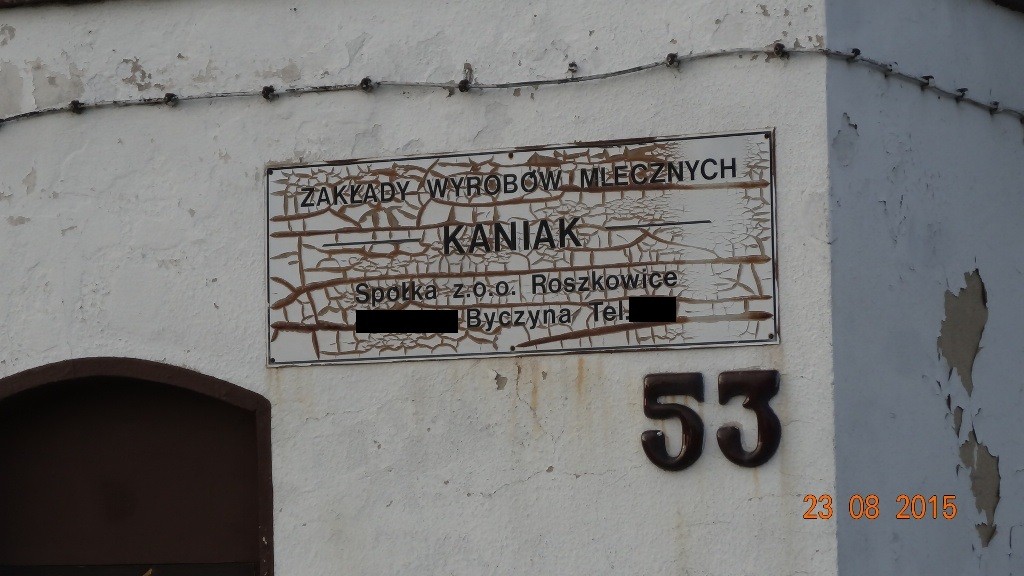 ZAKŁADY WYROBÓW MLECZNYCH
KANIAK
Spółka z.o.o. Roszkowice
Byczyna Tel.
53
23 08 2015